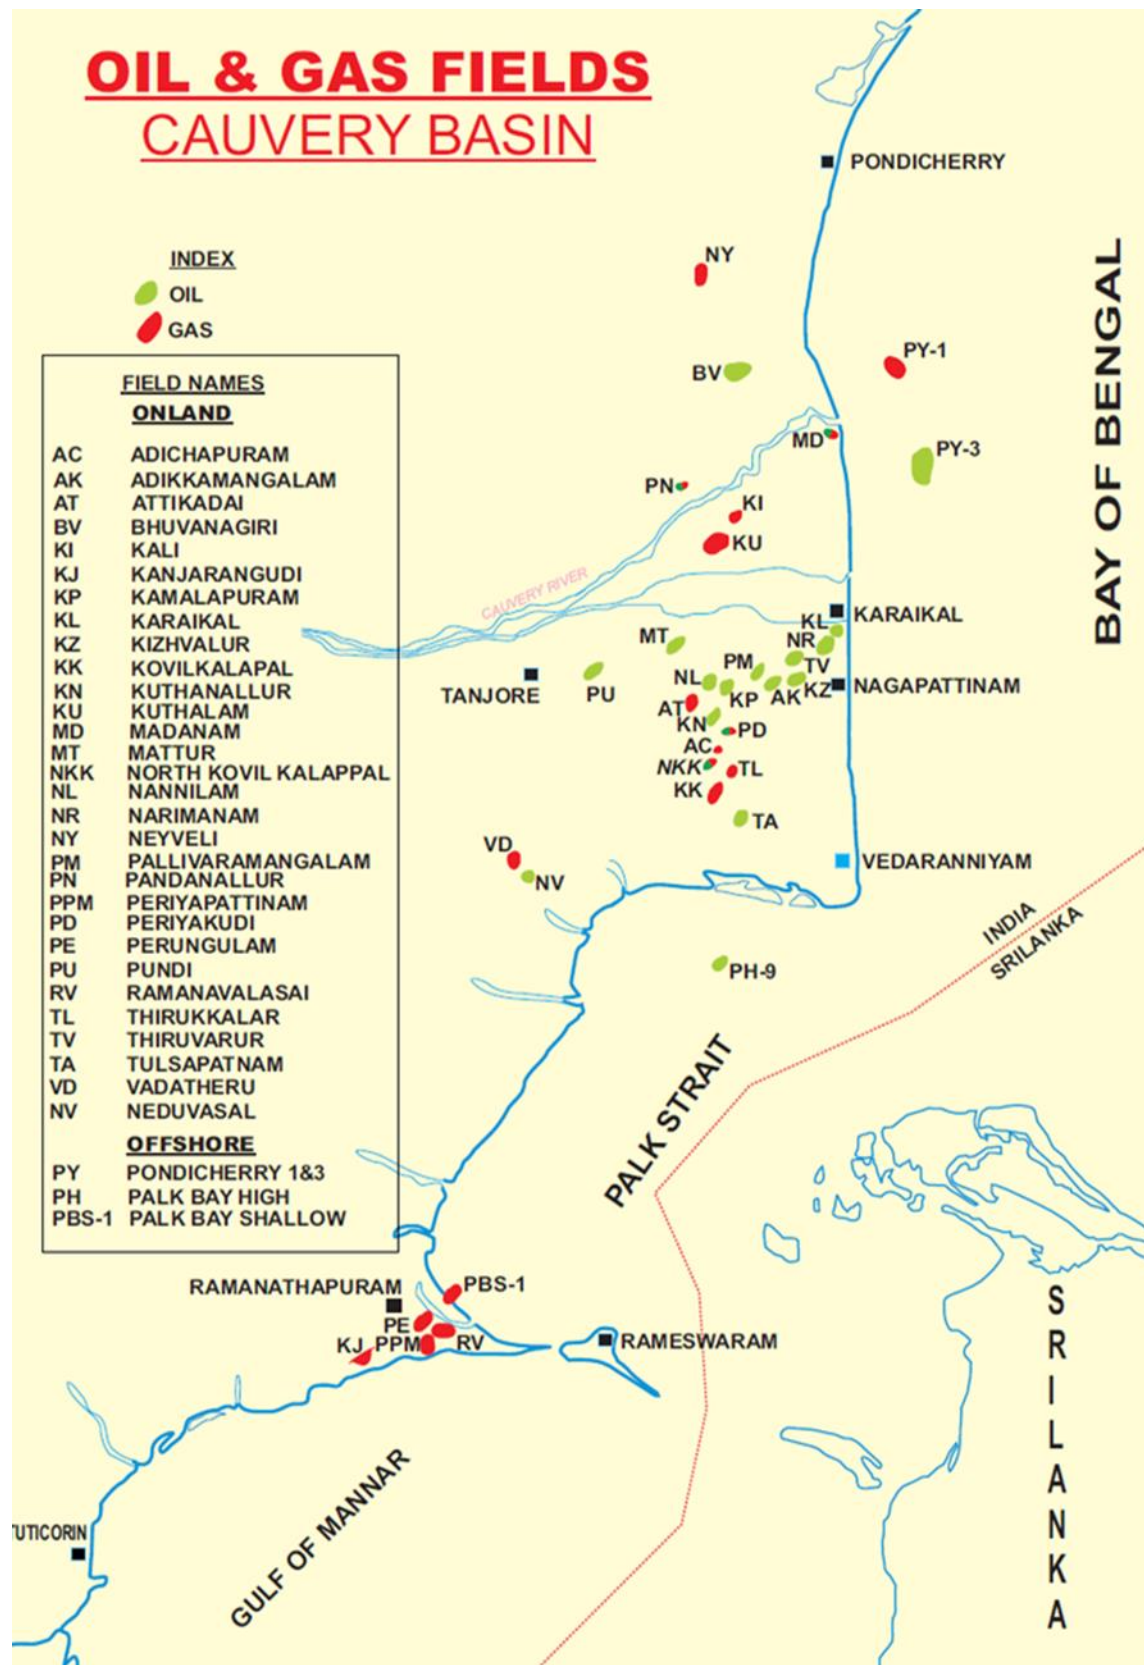 OIL & GAS FIELDS
CAUVERY BASIN
PONDICHERRY
INDEX
OIL
GAS
FIELD NAMES
ONLAND
AC ADICHAPURAM
AK ADIKKAMANGALAM
AT ATTIKADAI
BV BHUVANAGIRI
KI KALI
KJ KANJARANGUDI
KP KAMALAPURAM
KL KARAIKAL
KZ KIZHVALUR
KK KOVILKALAPAL
KN KUTHANALLUR
KU KUTHALAM
MD MADANAM
MT MATTUR
NKK NORTH KOVIL KALAPPAL
NL NANNILAM
NR NARIMANAM
NY NEYVELI
PM PALLIVARAMANGALAM
PN PANDANALLUR
PPM PERIYAPATTINAM
PD PERIYAKUDI
PE PERUNGULAM
PU PUNDI
RV RAMANAVALASAI
TL THIRUKKALAR
TV THIRUVARUR
TA TULSAPATNAM
VD VADATHERU
NV NEDUVASAL
OFFSHORE
PY PONDICHERRY 1&3
PH PALK BAY HIGH
PBS-1 PALK BAY SHALLOW
NY
PY-1
BV
MD
PY-3
PN
KI
KU
BAY OF BENGAL
CAUVERY RIVER
KARAIKAL
KL
MT
NR
PM
TV
TANJORE
PU
NL
KP
AK
KZ
NAGAPATTINAM
AT
KN
PD
AC
NKK
TL
KK
TA
VD
NV
VEDARANNIYAM
INDIA
SRILANKA
PH-9
PALK STRAIT
RAMANATHAPURAM
PBS-1
PE
KJ
PPM
RV
RAMESWARAM
SRILANKA
GULF OF MANNAR
TUTICORIN